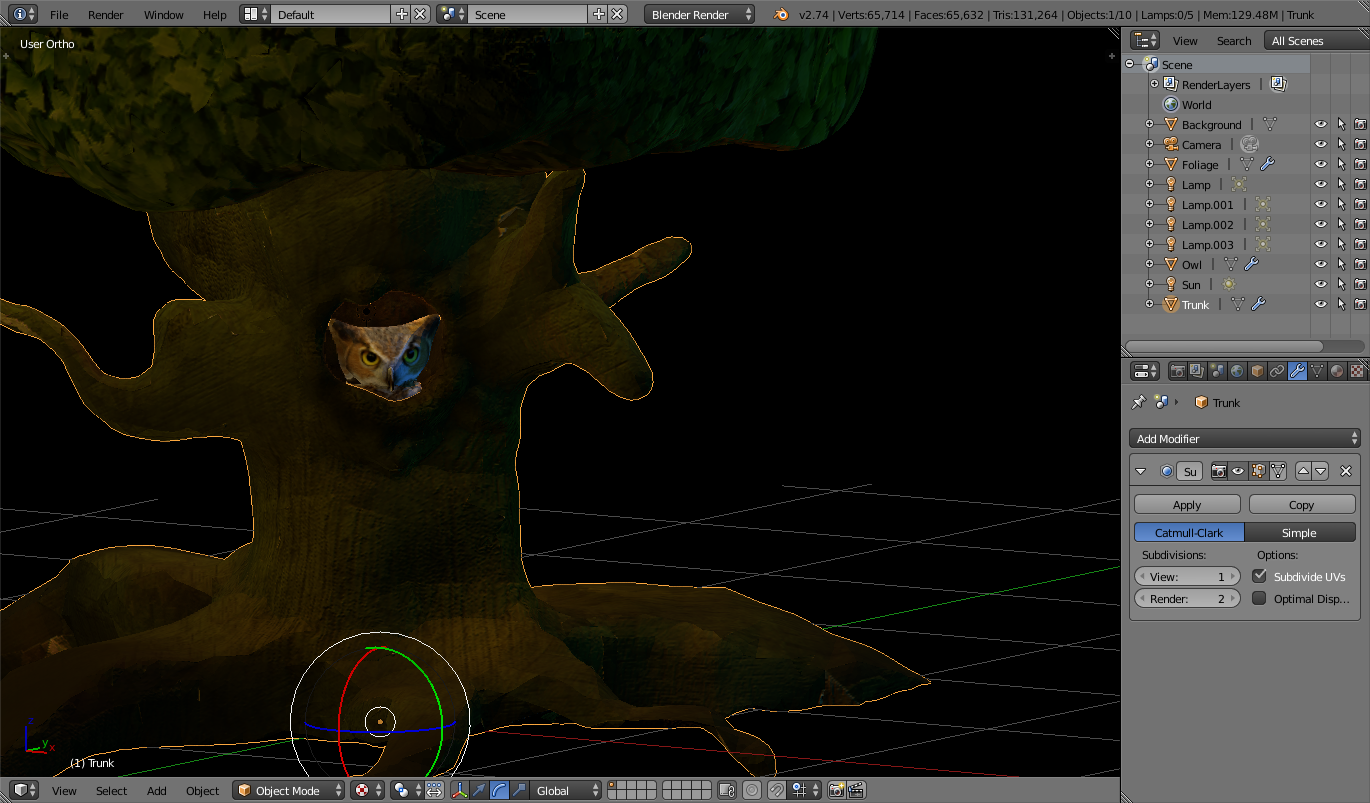 File Render Window Help Default Scene Blender Render v2.74 | Verts:65,714 | Faces:65,632 | Tris:131,264 | Objects:1/10 | Lamps:0/5 | Mem:129.48M | Trunk
User Ortho
(1) Trunk
z
y
x
View Select Add Object Object Mode Global
View Search All Scenes
Scene
RenderLayers
World
Background
Camera
Foliage
Lamp
Lamp.001
Lamp.002
Lamp.003
Owl
Sun
Trunk
Trunk
Add Modifier
Su
Apply Copy
Catmull-Clark Simple
Subdivisions: Options:
View: 1 Subdivide UVs
Render: 2 Optimal Disp...